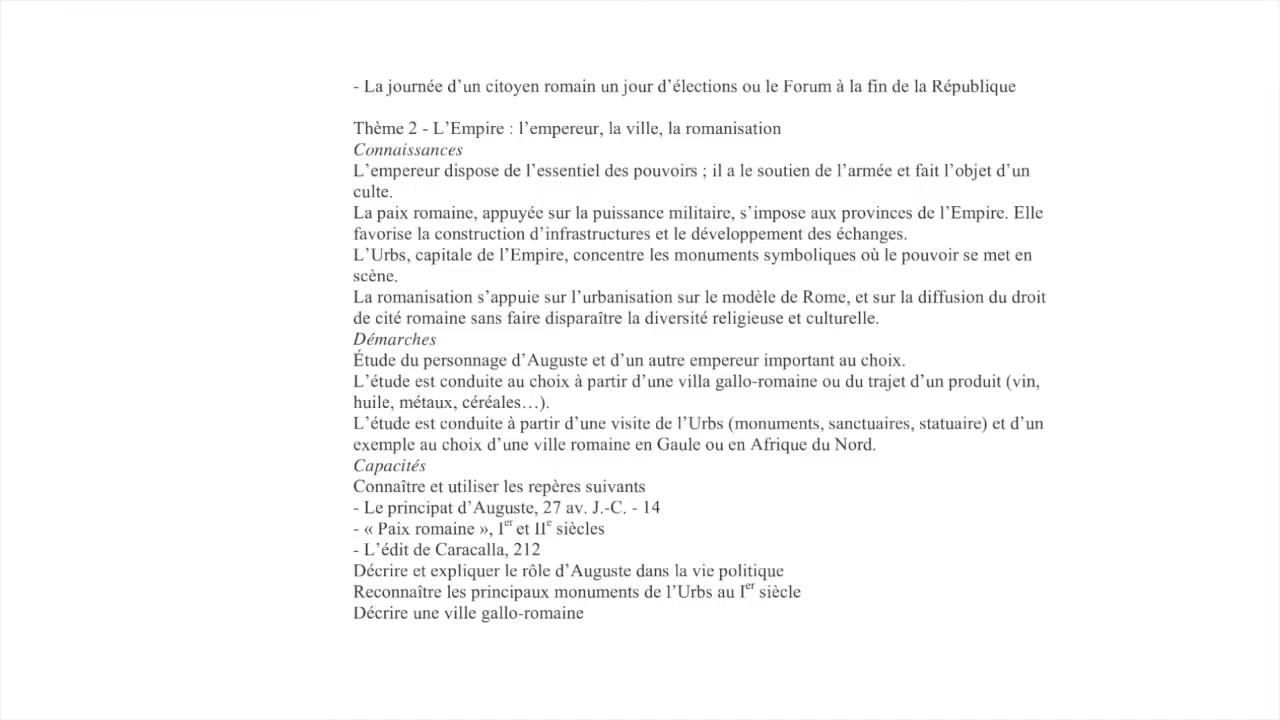 - La journée d’un citoyen romain un jour d’élections ou le Forum à la fin de la République
Thème 2 - L’Empire : l’empereur, la ville, la romanisation
Connaissances
L’empereur dispose de l’essentiel des pouvoirs ; il a le soutien de l’armée et fait l’objet d’un
culte.
La paix romaine, appuyée sur la puissance militaire, s’impose aux provinces de l’Empire. Elle
favorise la construction d’infrastructures et le développement des échanges.
L’Urbs, capitale de l’Empire, concentre les monuments symboliques où le pouvoir se met en
scène.
La romanisation s’appuie sur l’urbanisation sur le modèle de Rome, et sur la diffusion du droit
de cité romaine sans faire disparaître la diversité religieuse et culturelle.
Démarches
Étude du personnage d’Auguste et d’un autre empereur important au choix.
L’étude est conduite au choix à partir d’une villa gallo-romaine ou du trajet d’un produit (vin,
huile, métaux, céréales…).
L’étude est conduite à partir d’une visite de l’Urbs (monuments, sanctuaires, statuaire) et d’un
exemple au choix d’une ville romaine en Gaule ou en Afrique du Nord.
Capacités
Connaître et utiliser les repères suivants
- Le principat d’Auguste, 27 av. J.-C. - 14
- « Paix romaine », Ier et IIe siècles
- L’édit de Caracalla, 212
Décrire et expliquer le rôle d’Auguste dans la vie politique
Reconnaître les principaux monuments de l’Urbs au Ier siècle
Décrire une ville gallo-romaine